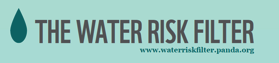 THE WATER RISK FILTER
www.waterriskfilter.panda.org